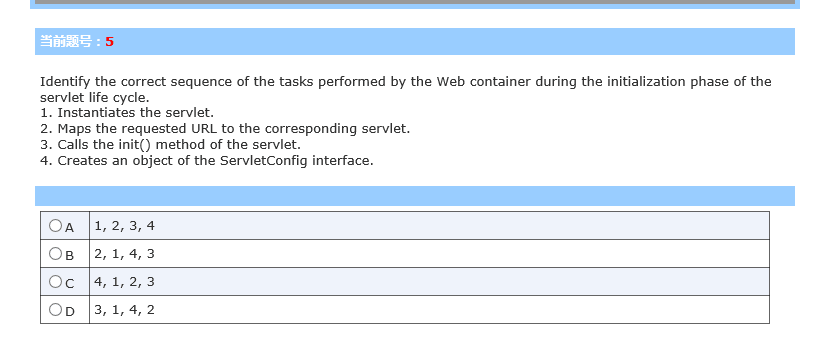 当前题号：5
Identify the correct sequence of the tasks performed by the Web container during the initialization phase of the
servlet life cycle.
1. Instantiates the servlet.
2. Maps the requested URL to the corresponding servlet.
3. Calls the init() method of the servlet.
4. Creates an object of the ServletConfig interface.
A 1, 2, 3, 4
B 2, 1, 4, 3
C 4, 1, 2, 3
D 3, 1, 4, 2